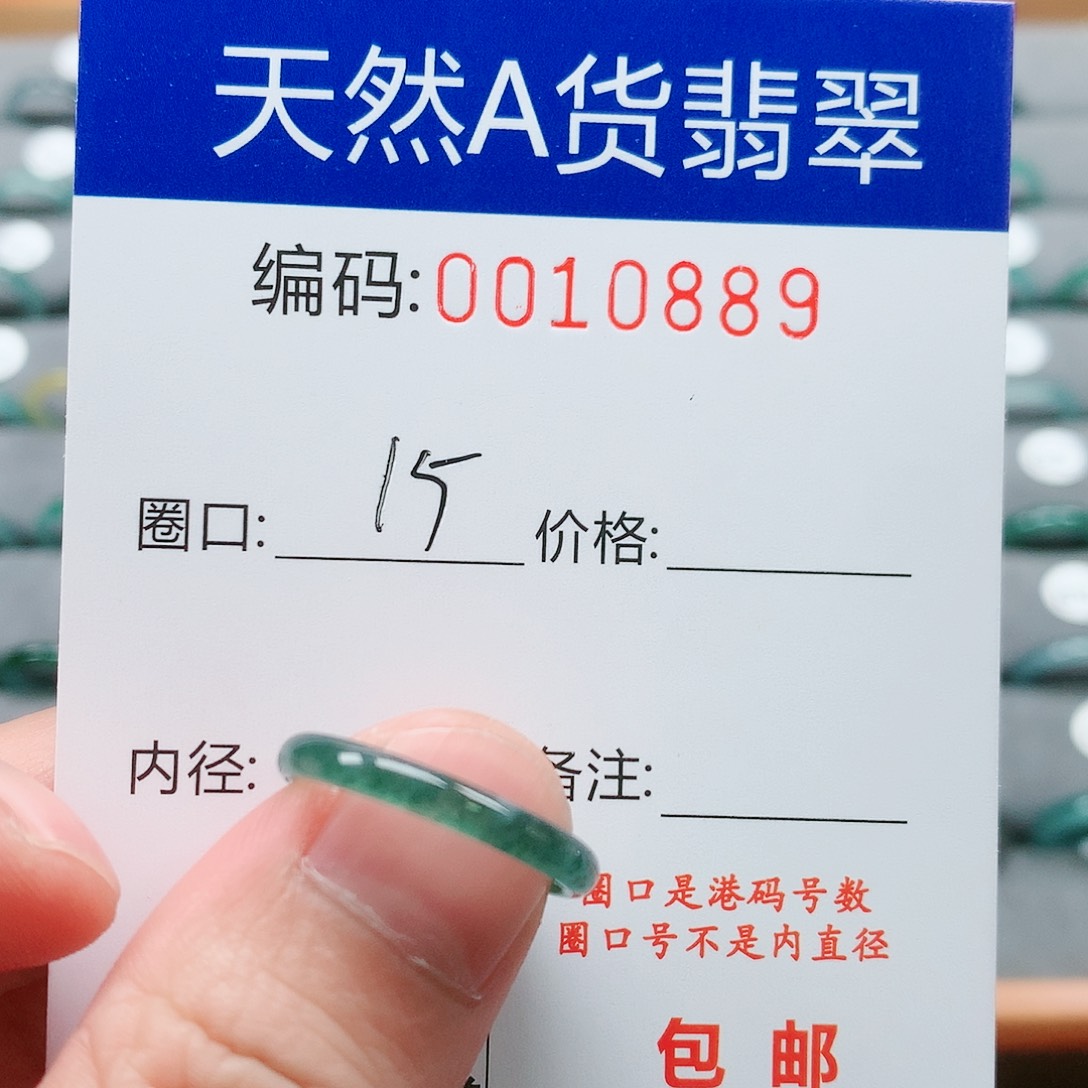 天然A货翡翠
编码:0010889
圈口: 15 价格:
内径: 备注:
圈口是港码号数
圈口号不是内直径
包 邮